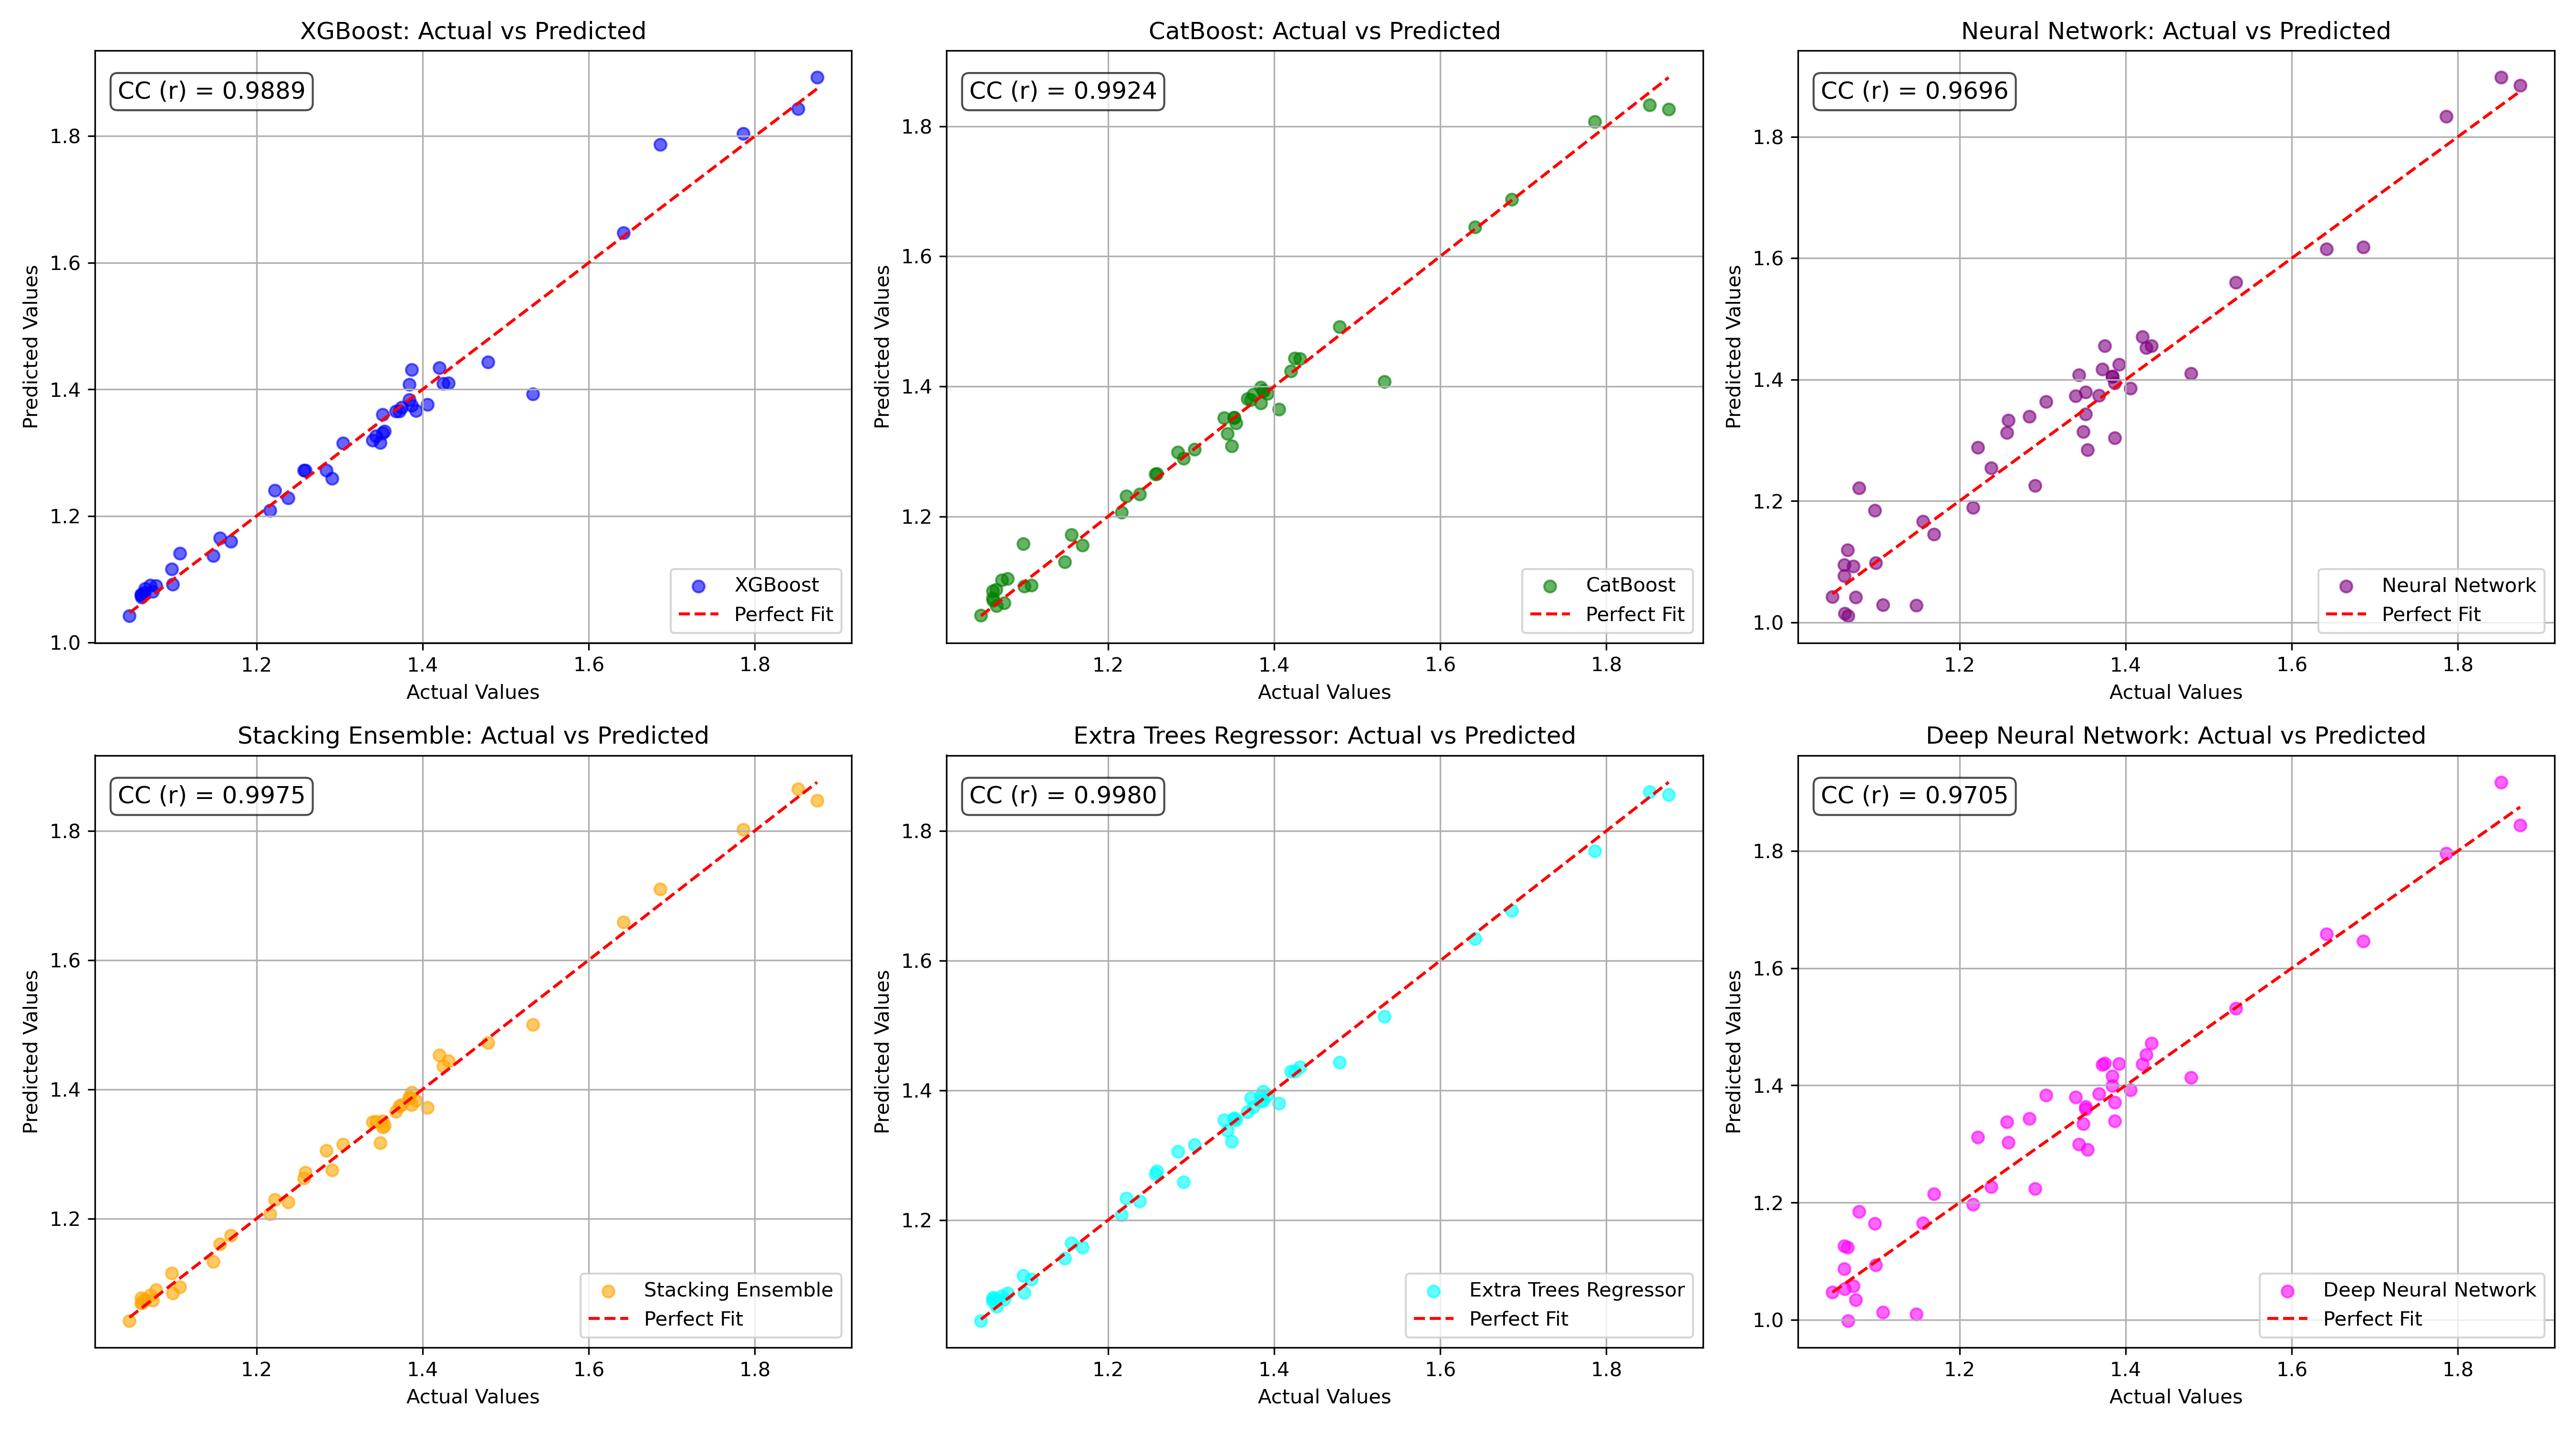 XGBoost: Actual vs Predicted
CC (r) = 0.9889
Predicted Values
1.8
1.6
1.4
1.2
1.0
1.2 1.4 1.6 1.8
Actual Values
XGBoost
Perfect Fit
CatBoost: Actual vs Predicted
CC (r) = 0.9924
Predicted Values
1.8
1.6
1.4
1.2
1.2 1.4 1.6 1.8
Actual Values
CatBoost
Perfect Fit
Neural Network: Actual vs Predicted
CC (r) = 0.9696
Predicted Values
1.8
1.6
1.4
1.2
1.0
1.2 1.4 1.6 1.8
Actual Values
Neural Network
Perfect Fit
Stacking Ensemble: Actual vs Predicted
CC (r) = 0.9975
Predicted Values
1.8
1.6
1.4
1.2
1.2 1.4 1.6 1.8
Actual Values
Stacking Ensemble
Perfect Fit
Extra Trees Regressor: Actual vs Predicted
CC (r) = 0.9980
Predicted Values
1.8
1.6
1.4
1.2
1.2 1.4 1.6 1.8
Actual Values
Extra Trees Regressor
Perfect Fit
Deep Neural Network: Actual vs Predicted
CC (r) = 0.9705
Predicted Values
1.8
1.6
1.4
1.2
1.0
1.2 1.4 1.6 1.8
Actual Values
Deep Neural Network
Perfect Fit